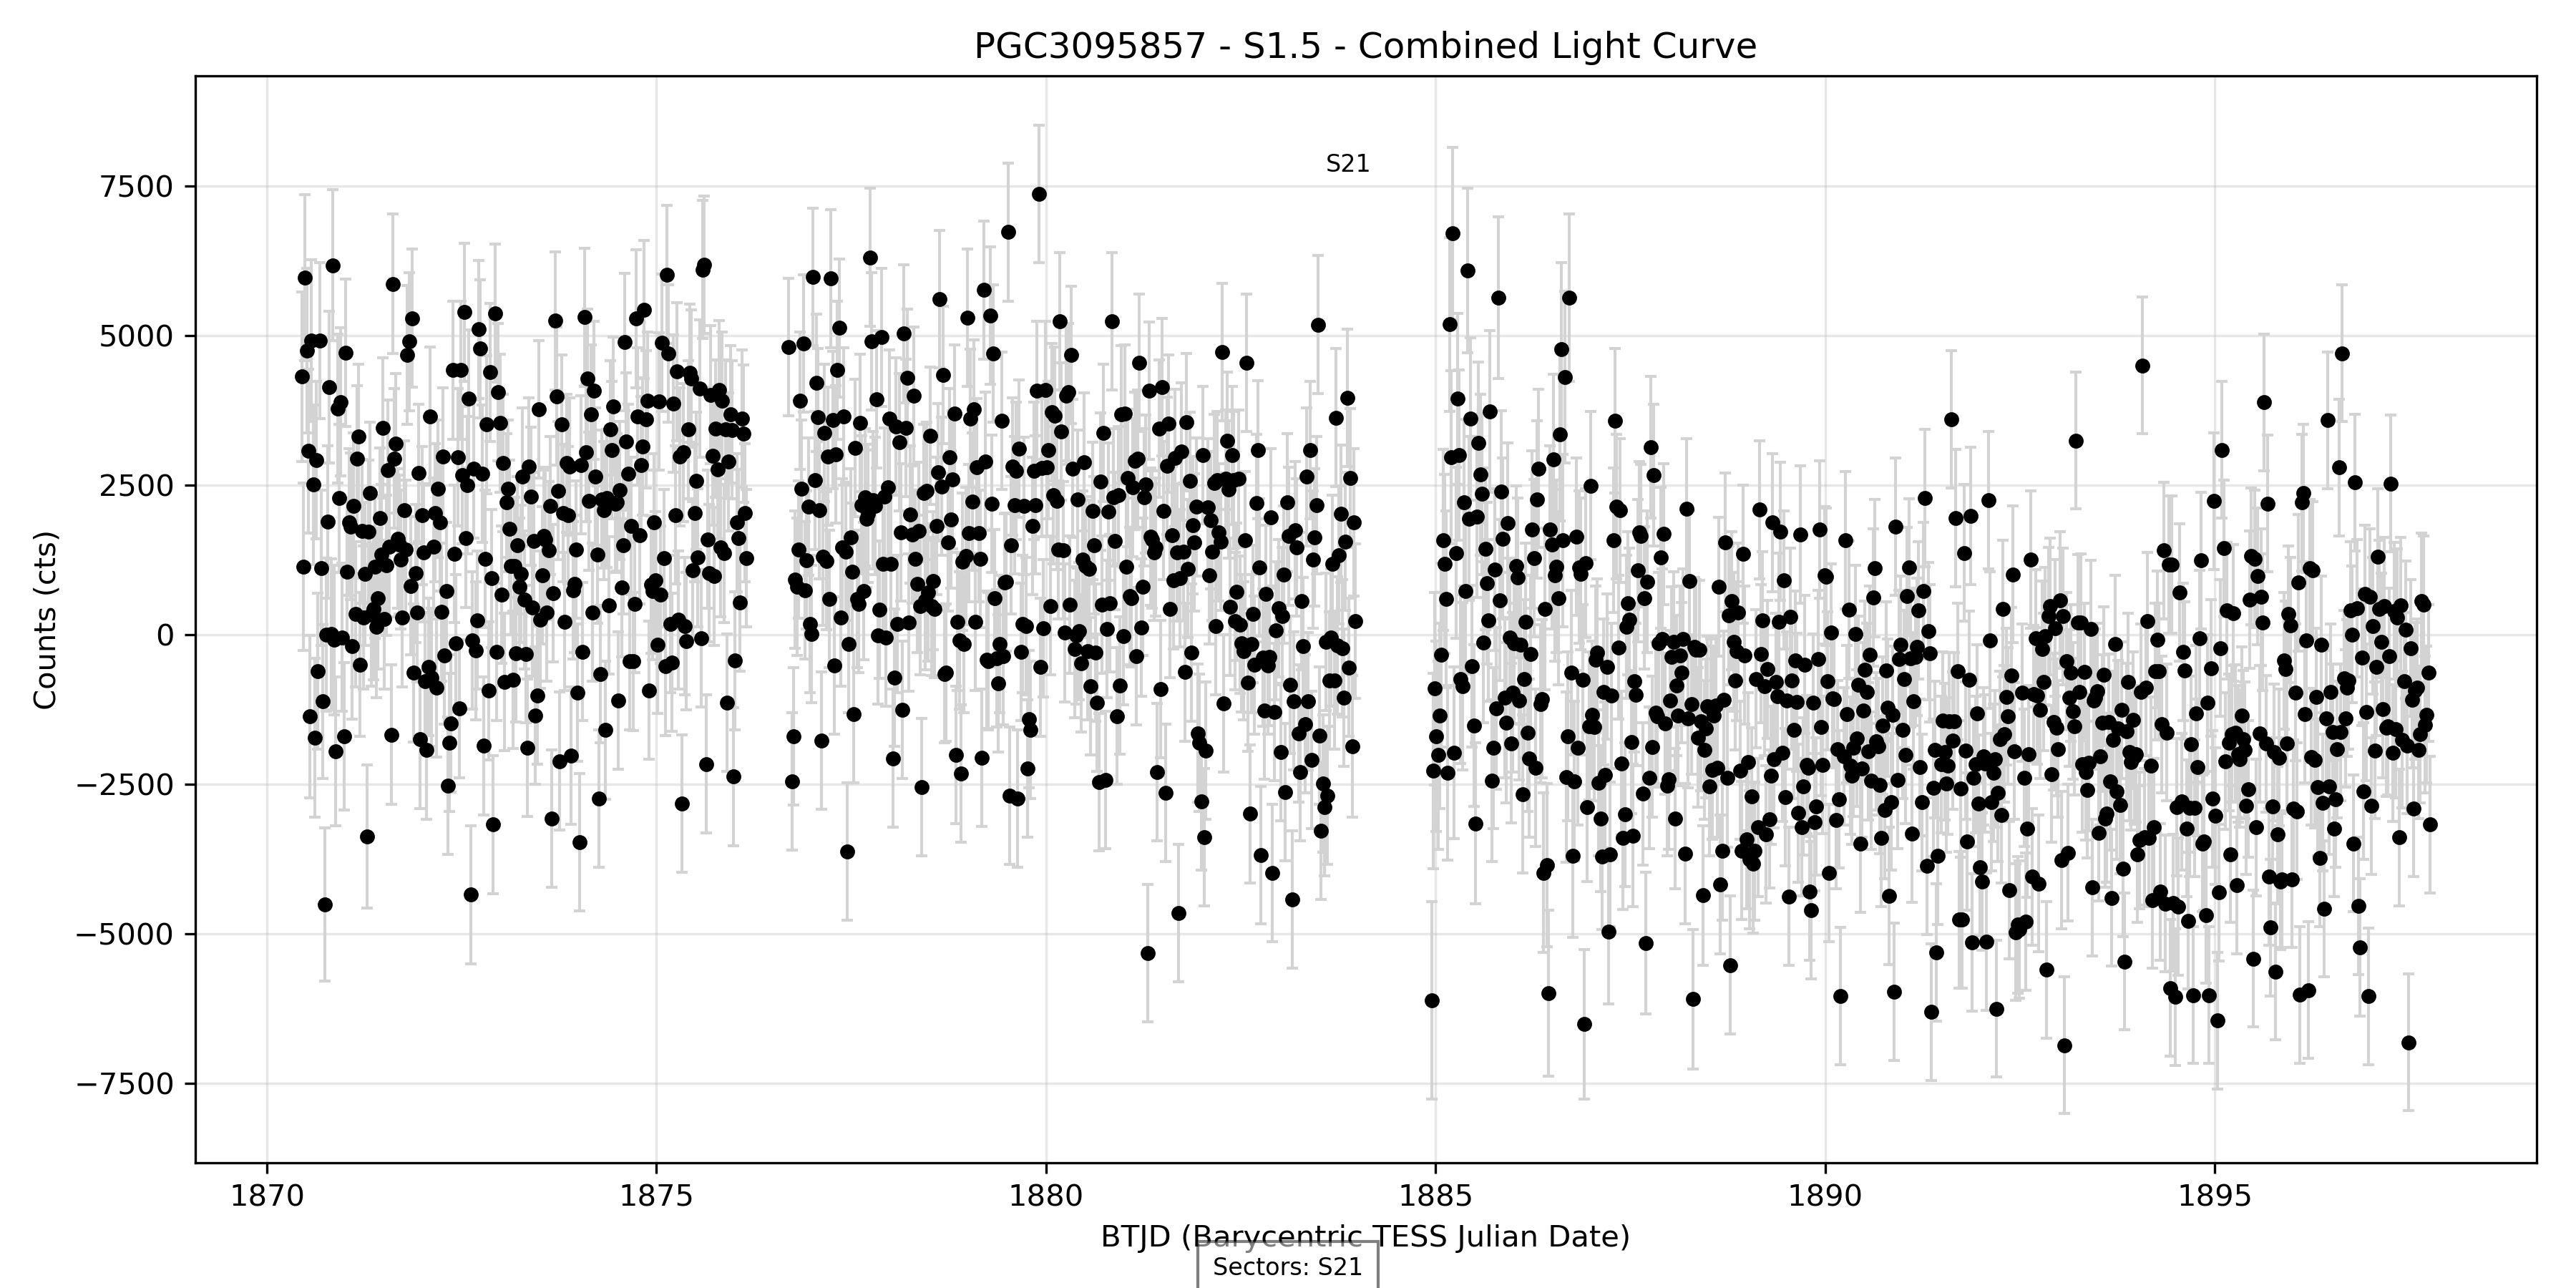 PGC3095857 - S1.5 - Combined Light Curve
S21
7500
5000
2500
0
−2500
−5000
−7500
Counts (cts)
1870 1875 1880 1885 1890 1895
BTJD (Barycentric TESS Julian Date)
Sectors: S21